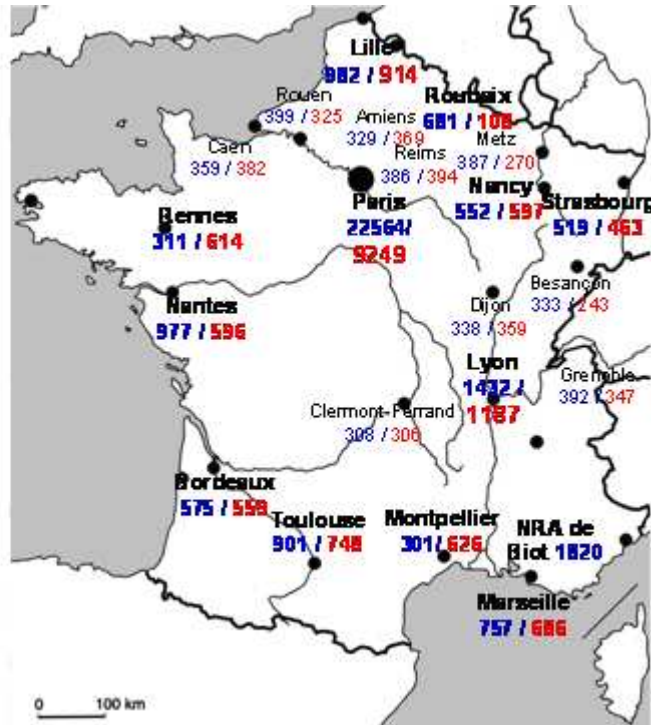 Lille
982 / 914
Rouen
399 / 325
Amiens
329 / 369
Roubaix
681 / 108
Caen
359 / 382
Reims
386 / 394
Metz
387 / 270
Paris
22564/
9249
Nancy
552 / 597
Strasbourg
519 / 463
Rennes
311 / 614
Nantes
977 / 596
Dijon
338 / 359
Besançon
333 / 243
Lyon
1187
Grenoble
392 / 347
Clermont-Ferrand
308 / 306
Bordeaux
575 / 559
Toulouse
901 / 748
Montpellier
301/ 626
NRA de
Biot 1820
Marseille
757 / 686
0 100 km